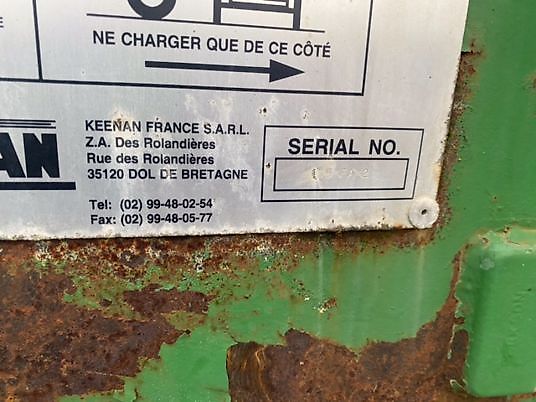 NE CHARGER QUE DE CE CÔTÉ
KEENAN FRANCE S.A.R.L.
Z.A. Des Rolandières
Rue des Rolandières
35120 DOL DE BRETAGNE
Tel: (02) 99-48-02-54
Fax: (02) 99-48-05-77
SERIAL NO.